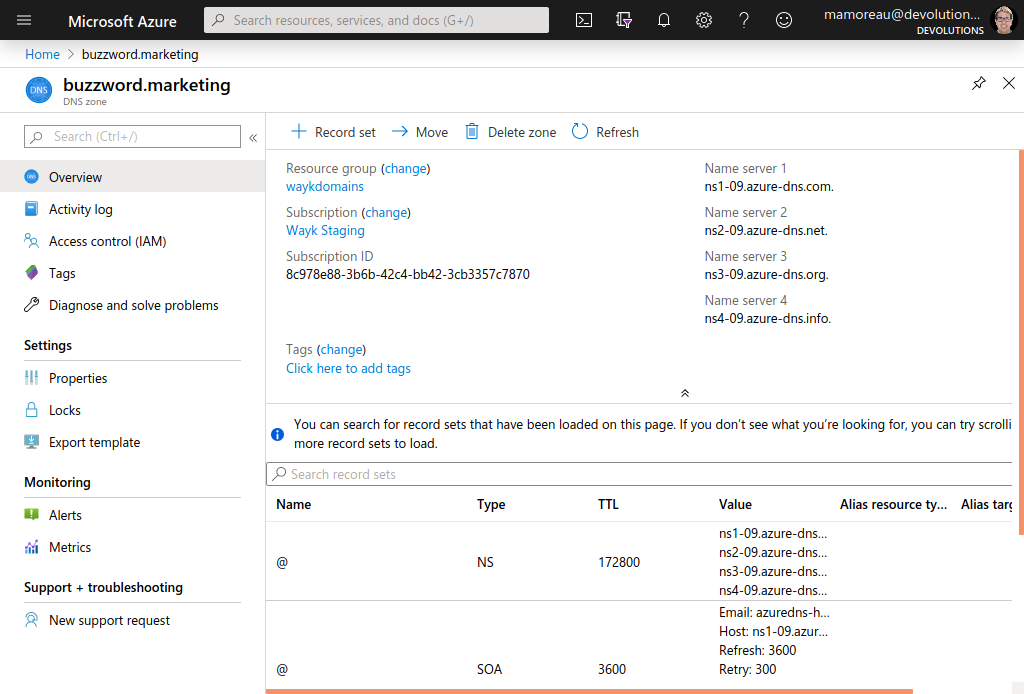 Microsoft Azure
Search resources, services, and docs (G+/)
mamoreau@devolution...
DEVOLUTIONS
Home > buzzword.marketing
DNS
buzzword.marketing
DNS zone
Search (Ctrl+/)
«
Overview
Activity log
Access control (IAM)
Tags
Diagnose and solve problems
Settings
Properties
Locks
Export template
Monitoring
Alerts
Metrics
Support + troubleshooting
New support request
Record set
Move
Delete zone
Refresh
Resource group (change)
waykdomains
Subscription (change)
Wayk Staging
Subscription ID
8c978e88-3b6b-42c4-bb42-3cb3357c7870
Name server 1
ns1-09.azure-dns.com.
Name server 2
ns2-09.azure-dns.net.
Name server 3
ns3-09.azure-dns.org.
Name server 4
ns4-09.azure-dns.info.
Tags (change)
Click here to add tags
You can search for record sets that have been loaded on this page. If you don't see what you're looking for, you can try scrolli
more record sets to load.
Search record sets
Name Type TTL Value Alias resource ty... Alias targ
@ NS 172800
ns1-09.azure-dns...
ns2-09.azure-dns...
ns3-09.azure-dns...
ns4-09.azure-dns...
@ SOA 3600
Email: azuredns-h...
Host: ns1-09.azur...
Refresh: 3600
Retry: 300